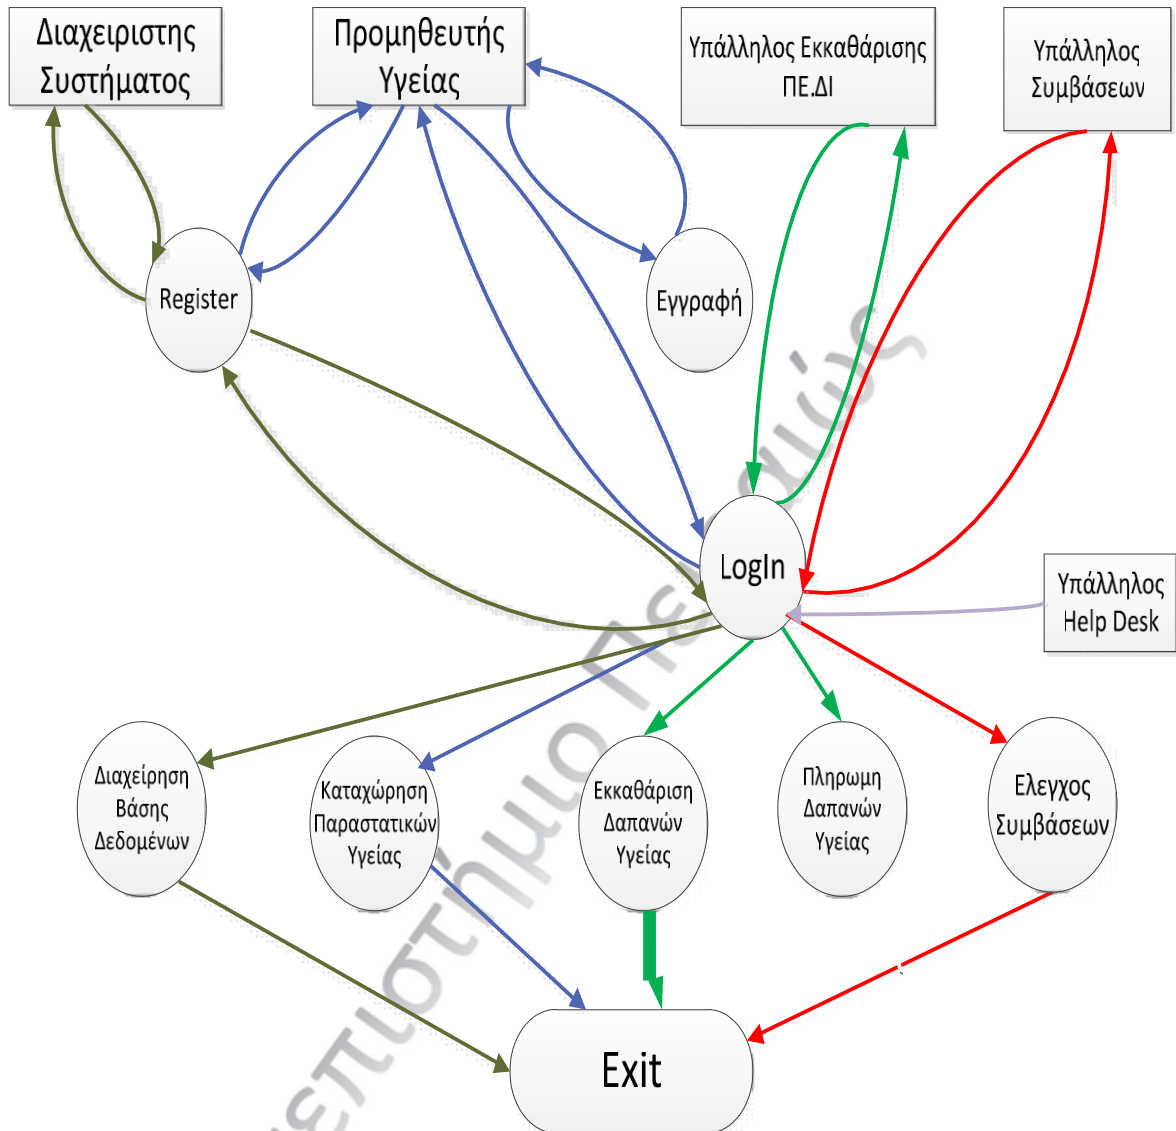 Διαχειριστης
Συστήματος
Προμηθευτής
Υγείας
Υπάλληλος Εκκαθάρισης
ΠΕ.ΔΙ
Υπάλληλος
Συμβάσεων
Register
Εγγραφή
LogIn
Υπάλληλος
Help Desk
Διαχείρηση
Βάσης
Δεδομένων
Καταχώρηση
Παραστατικών
Υγείας
Εκκαθάριση
Δαπανών
Υγείας
Πληρωμη
Δαπανών
Υγείας
Ελεγχος
Συμβάσεων
Exit